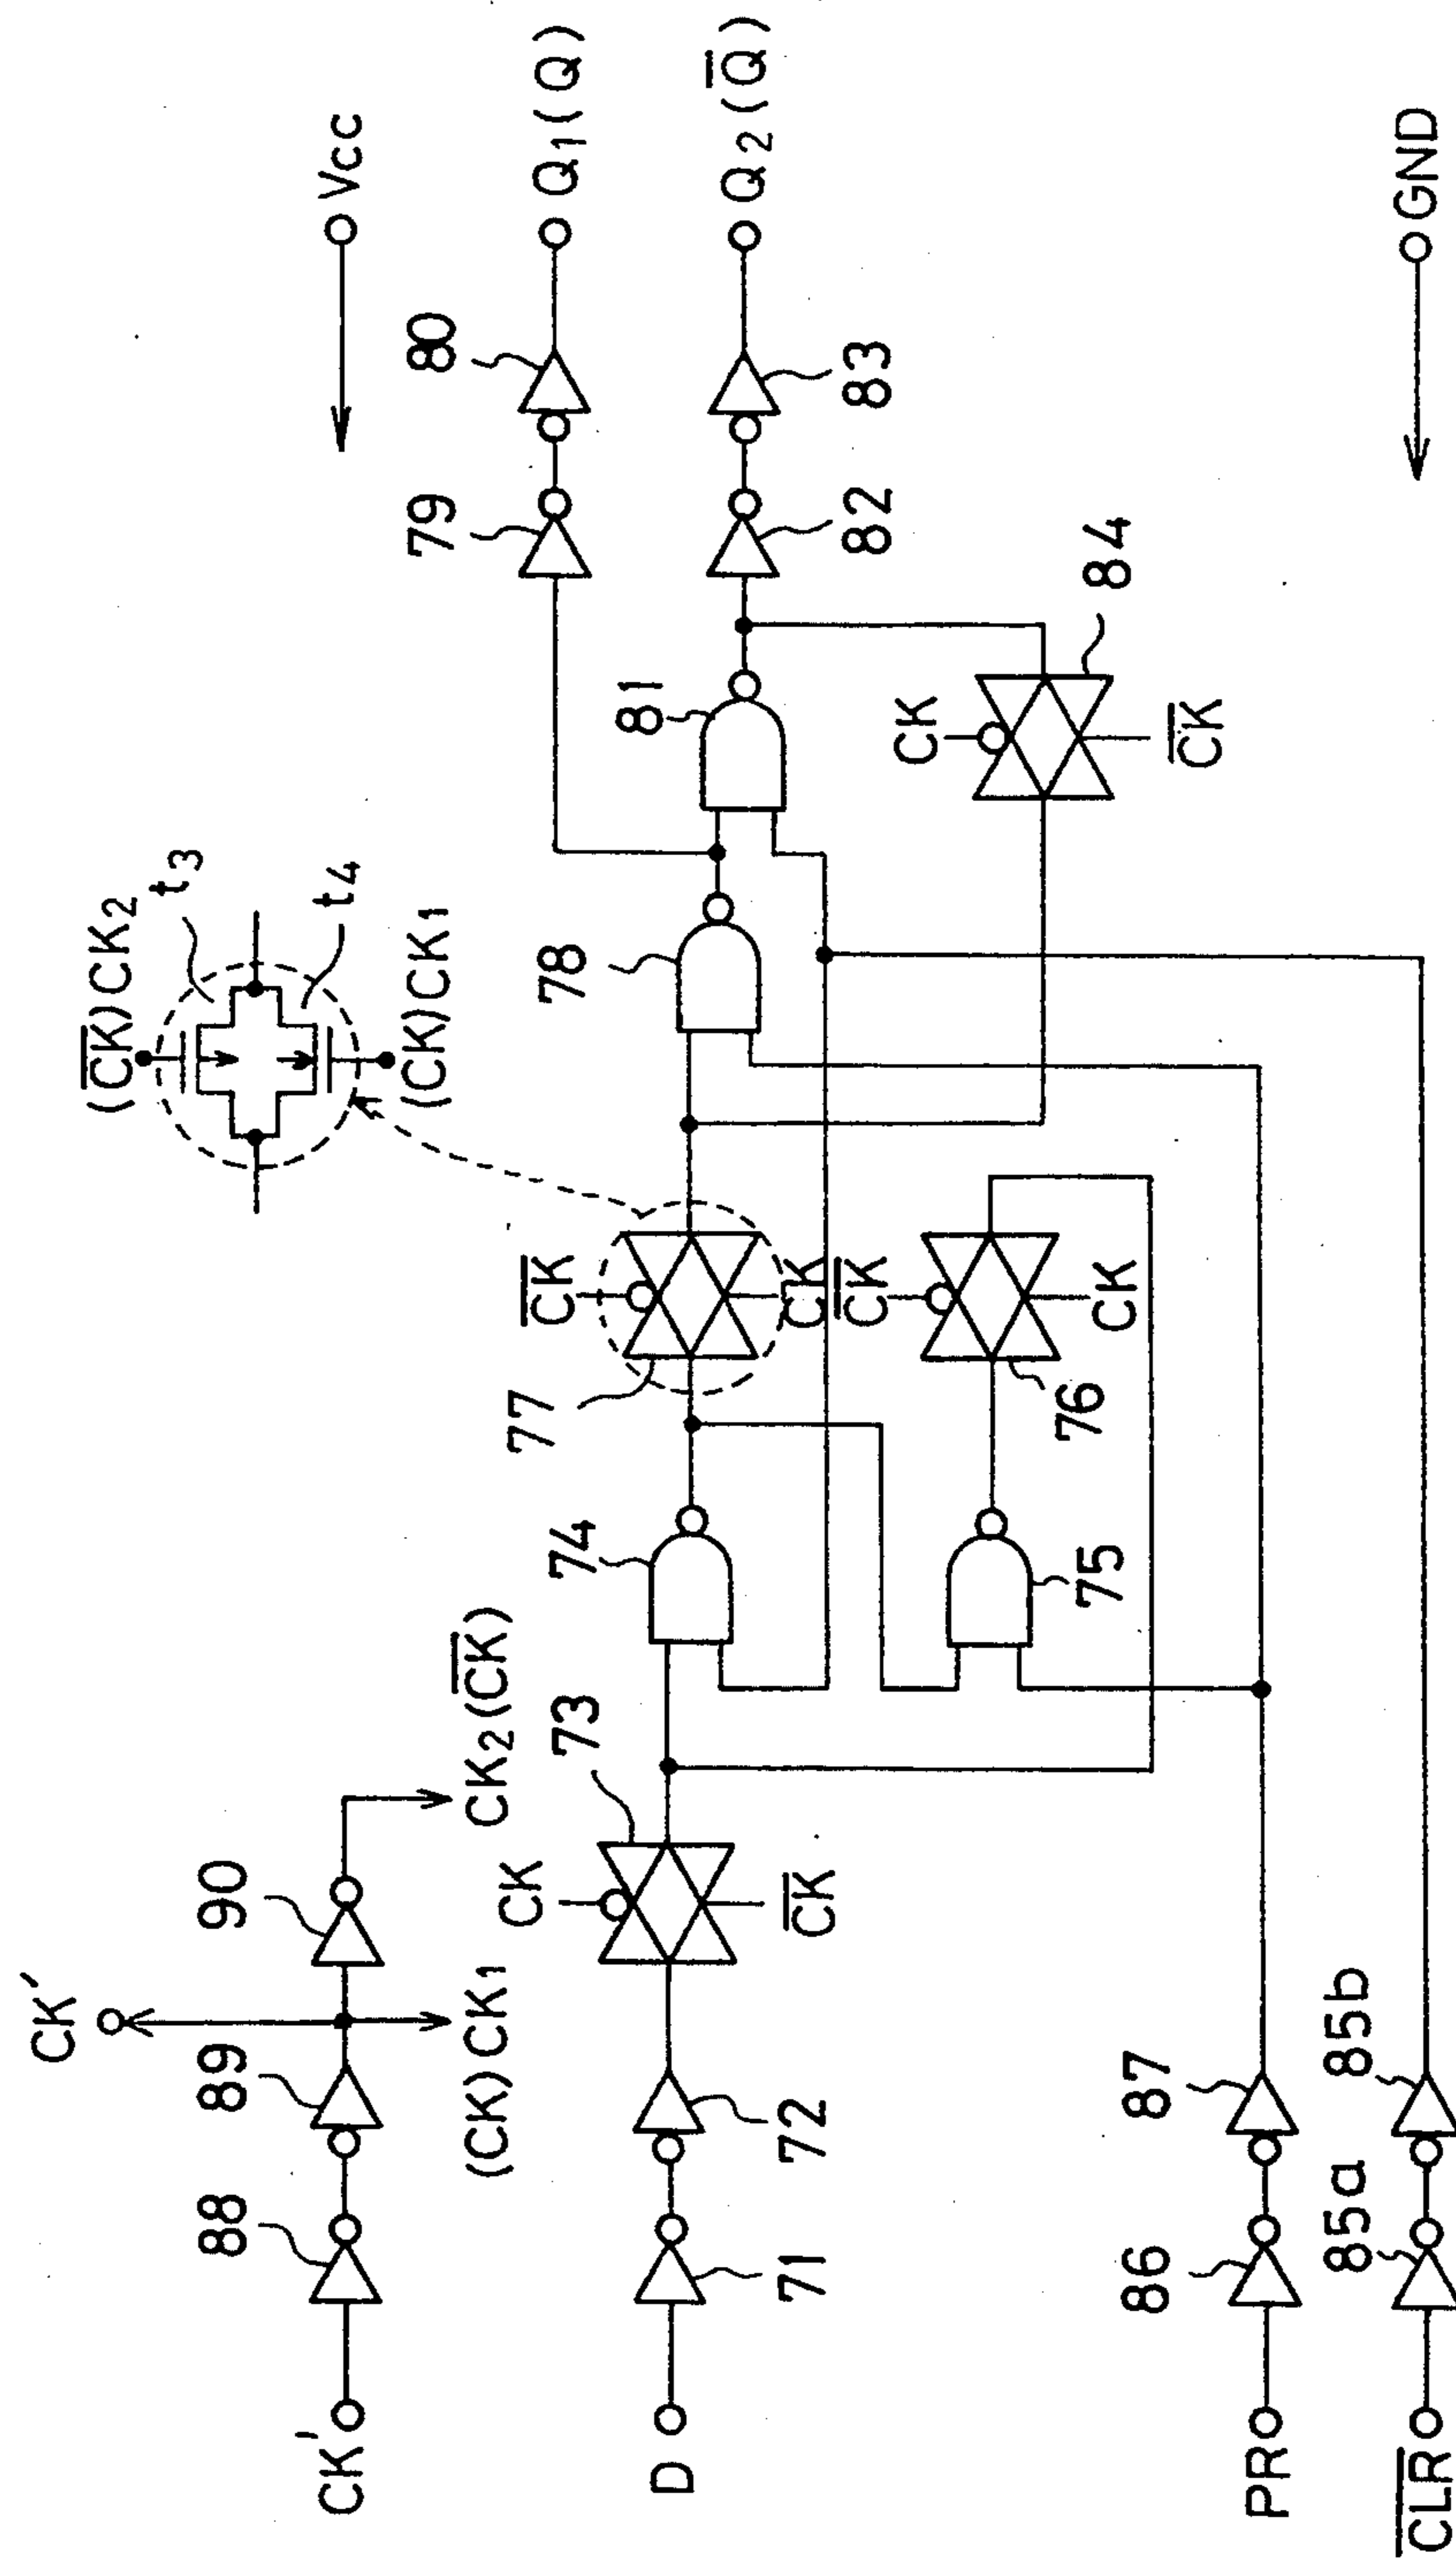 CK'
88
89
CK'
90
(CK)CK₁
CK₂(C̅K̅)
D
71
72
CK
73
C̅K̅
74
75
77
76
C̅K̅
CK
C̅K̅
CK
(C̅K̅)CK₂
t₃
t₄
(CK)CK₁
78
81
CK
C̅K̅
84
79
80
82
83
Vcc
Q₁(Q)
Q₂(Q̅)
GND
PR
86
87
C̅L̅R̅
85a
85b